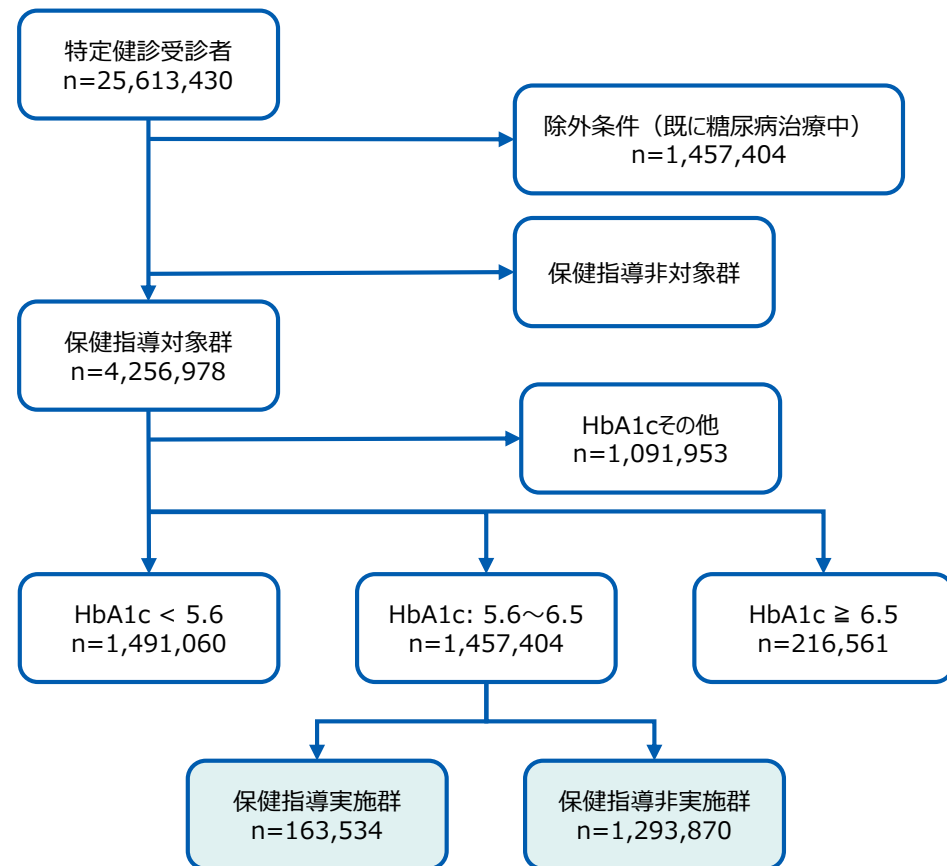 特定健診受診者
n=25,613,430
除外条件（既に糖尿病治療中）
n=1,457,404
保健指導非対象群
保健指導対象群
n=4,256,978
HbA1cその他
n=1,091,953
HbA1c < 5.6
n=1,491,060
HbA1c: 5.6～6.5
n=1,457,404
HbA1c ≧ 6.5
n=216,561
保健指導実施群
n=163,534
保健指導非実施群
n=1,293,870